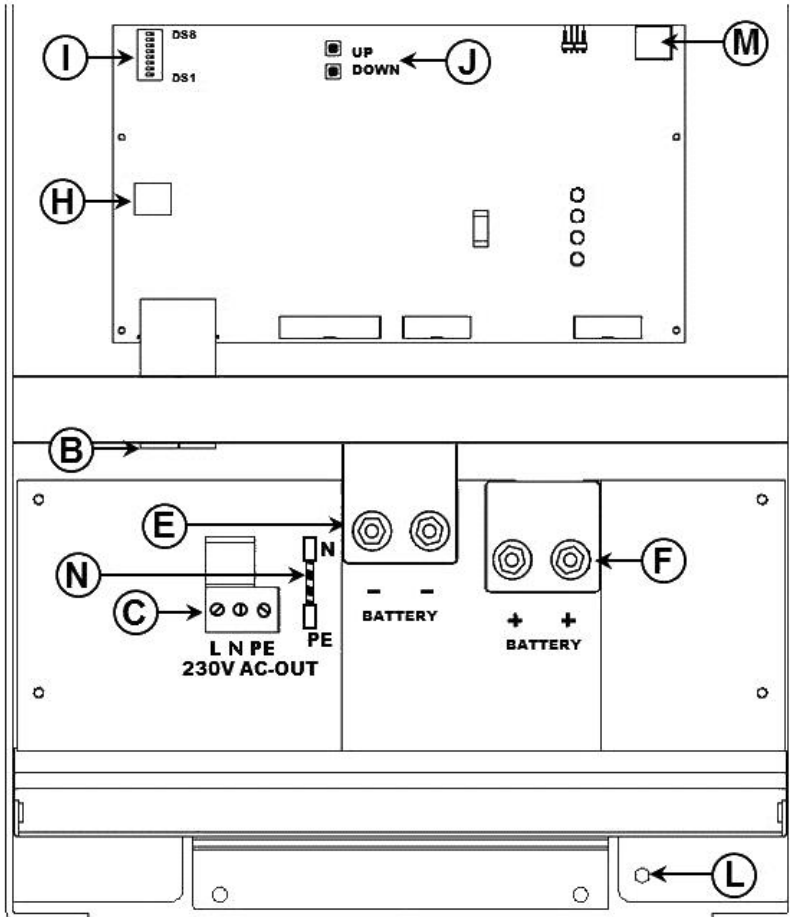 DS8
I
DS1
UP
DOWN
J
M
H
B
E
F
N
N
C
PE
L N PE
230V AC-OUT
- -
BATTERY
+ +
BATTERY
L